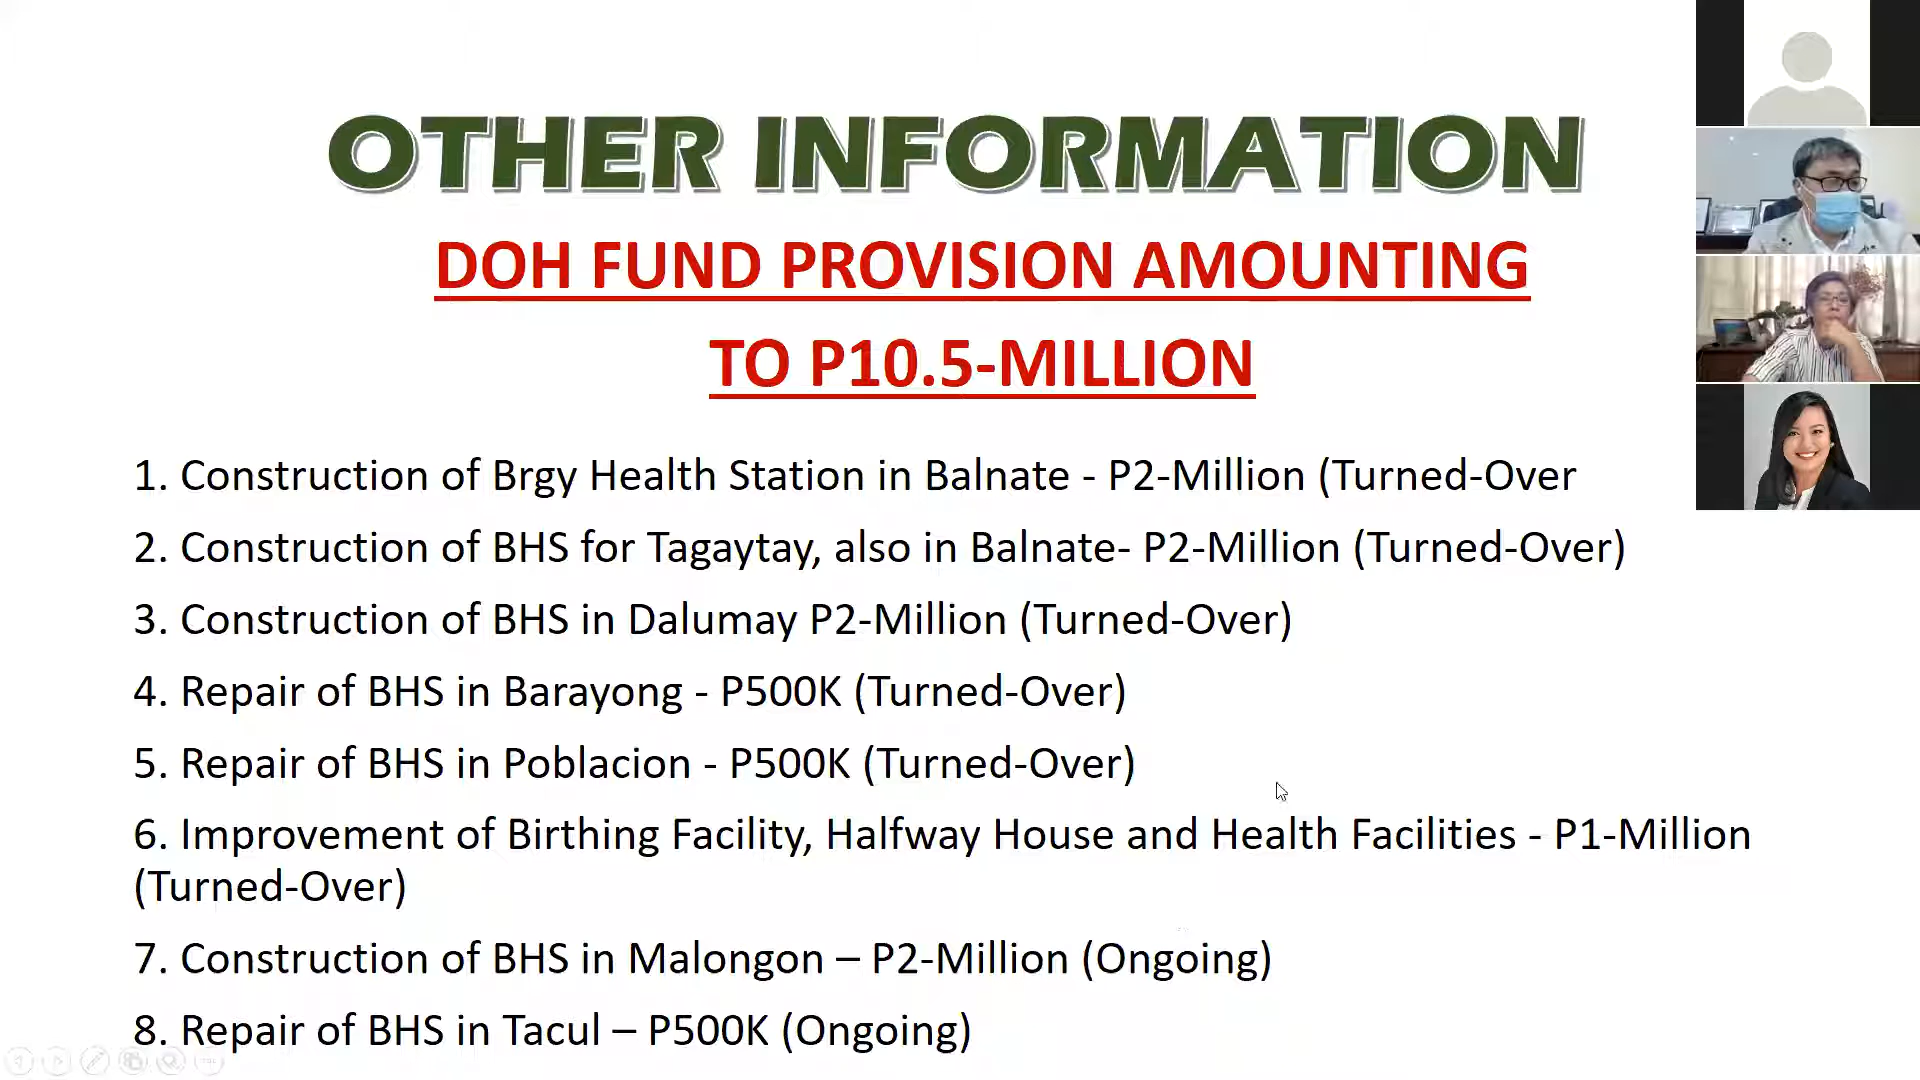 OTHER INFORMATION
DOH FUND PROVISION AMOUNTING
TO P10.5-MILLION
1. Construction of Brgy Health Station in Balnate - P2-Million (Turned-Over
2. Construction of BHS for Tagaytay, also in Balnate- P2-Million (Turned-Over)
3. Construction of BHS in Dalumay P2-Million (Turned-Over)
4. Repair of BHS in Barayong - P500K (Turned-Over)
5. Repair of BHS in Poblacion - P500K (Turned-Over)
6. Improvement of Birthing Facility, Halfway House and Health Facilities - P1-Million
(Turned-Over)
7. Construction of BHS in Malongon – P2-Million (Ongoing)
8. Repair of BHS in Tacul – P500K (Ongoing)